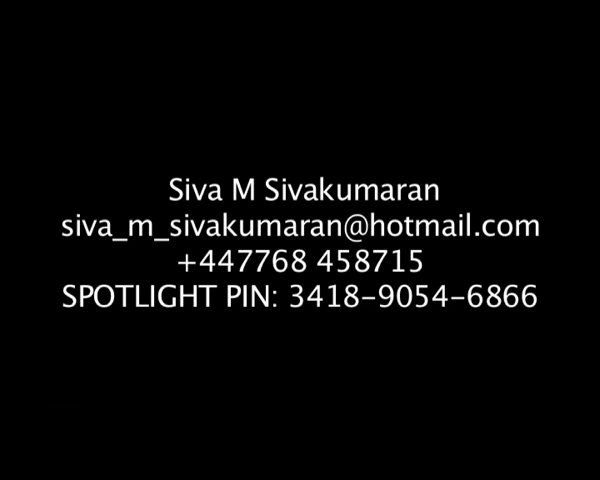 Siva M Sivakumaran
siva_m_sivakumaran@hotmail.com
+447768 458715
SPOTLIGHT PIN: 3418-9054-6866